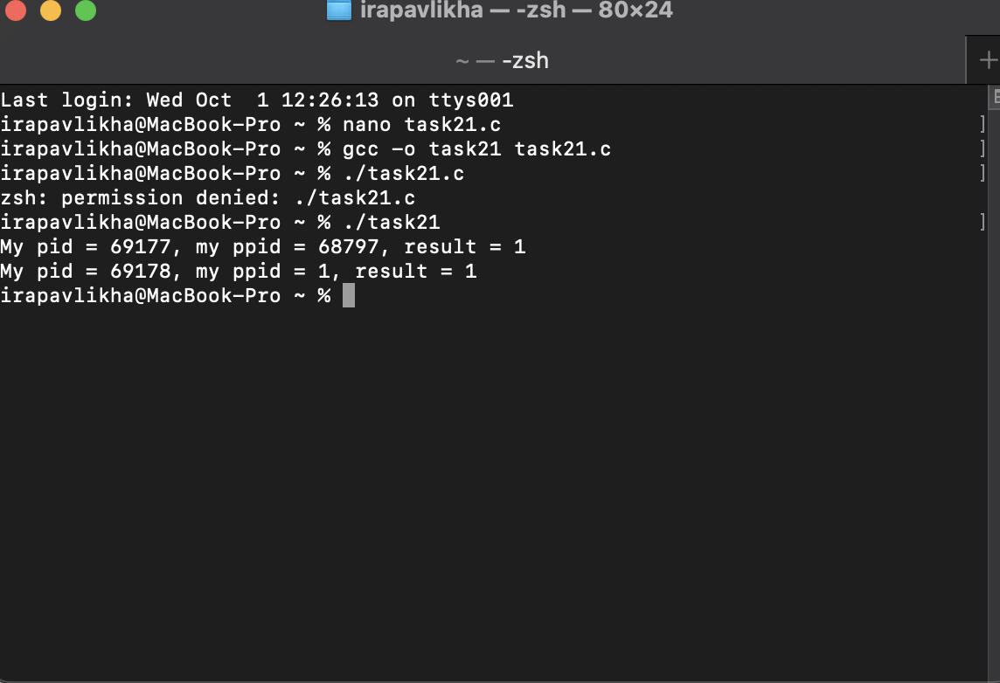 irapavlikha — -zsh — 80×24
~ — -zsh
Last login: Wed Oct  1 12:26:13 on ttys001
irapavlikha@MacBook-Pro ~ % nano task21.c
irapavlikha@MacBook-Pro ~ % gcc -o task21 task21.c
irapavlikha@MacBook-Pro ~ % ./task21.c
zsh: permission denied: ./task21.c
irapavlikha@MacBook-Pro ~ % ./task21
My pid = 69177, my ppid = 68797, result = 1
My pid = 69178, my ppid = 1, result = 1
irapavlikha@MacBook-Pro ~ %